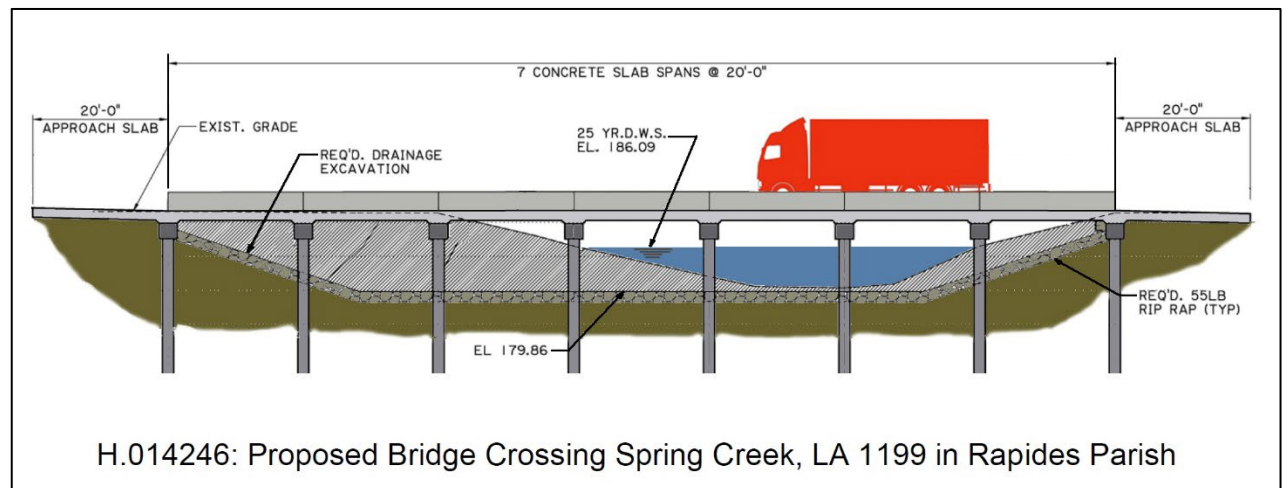 7 CONCRETE SLAB SPANS @ 20'-0"
20'-0"
APPROACH SLAB
EXIST. GRADE
REQ'D. DRAINAGE
EXCAVATION
25 YR.D.W.S.
EL. 186.09
20'-0"
APPROACH SLAB
REQ'D. 55LB
RIP RAP (TYP)
EL 179.86
H.014246: Proposed Bridge Crossing Spring Creek, LA 1199 in Rapides Parish